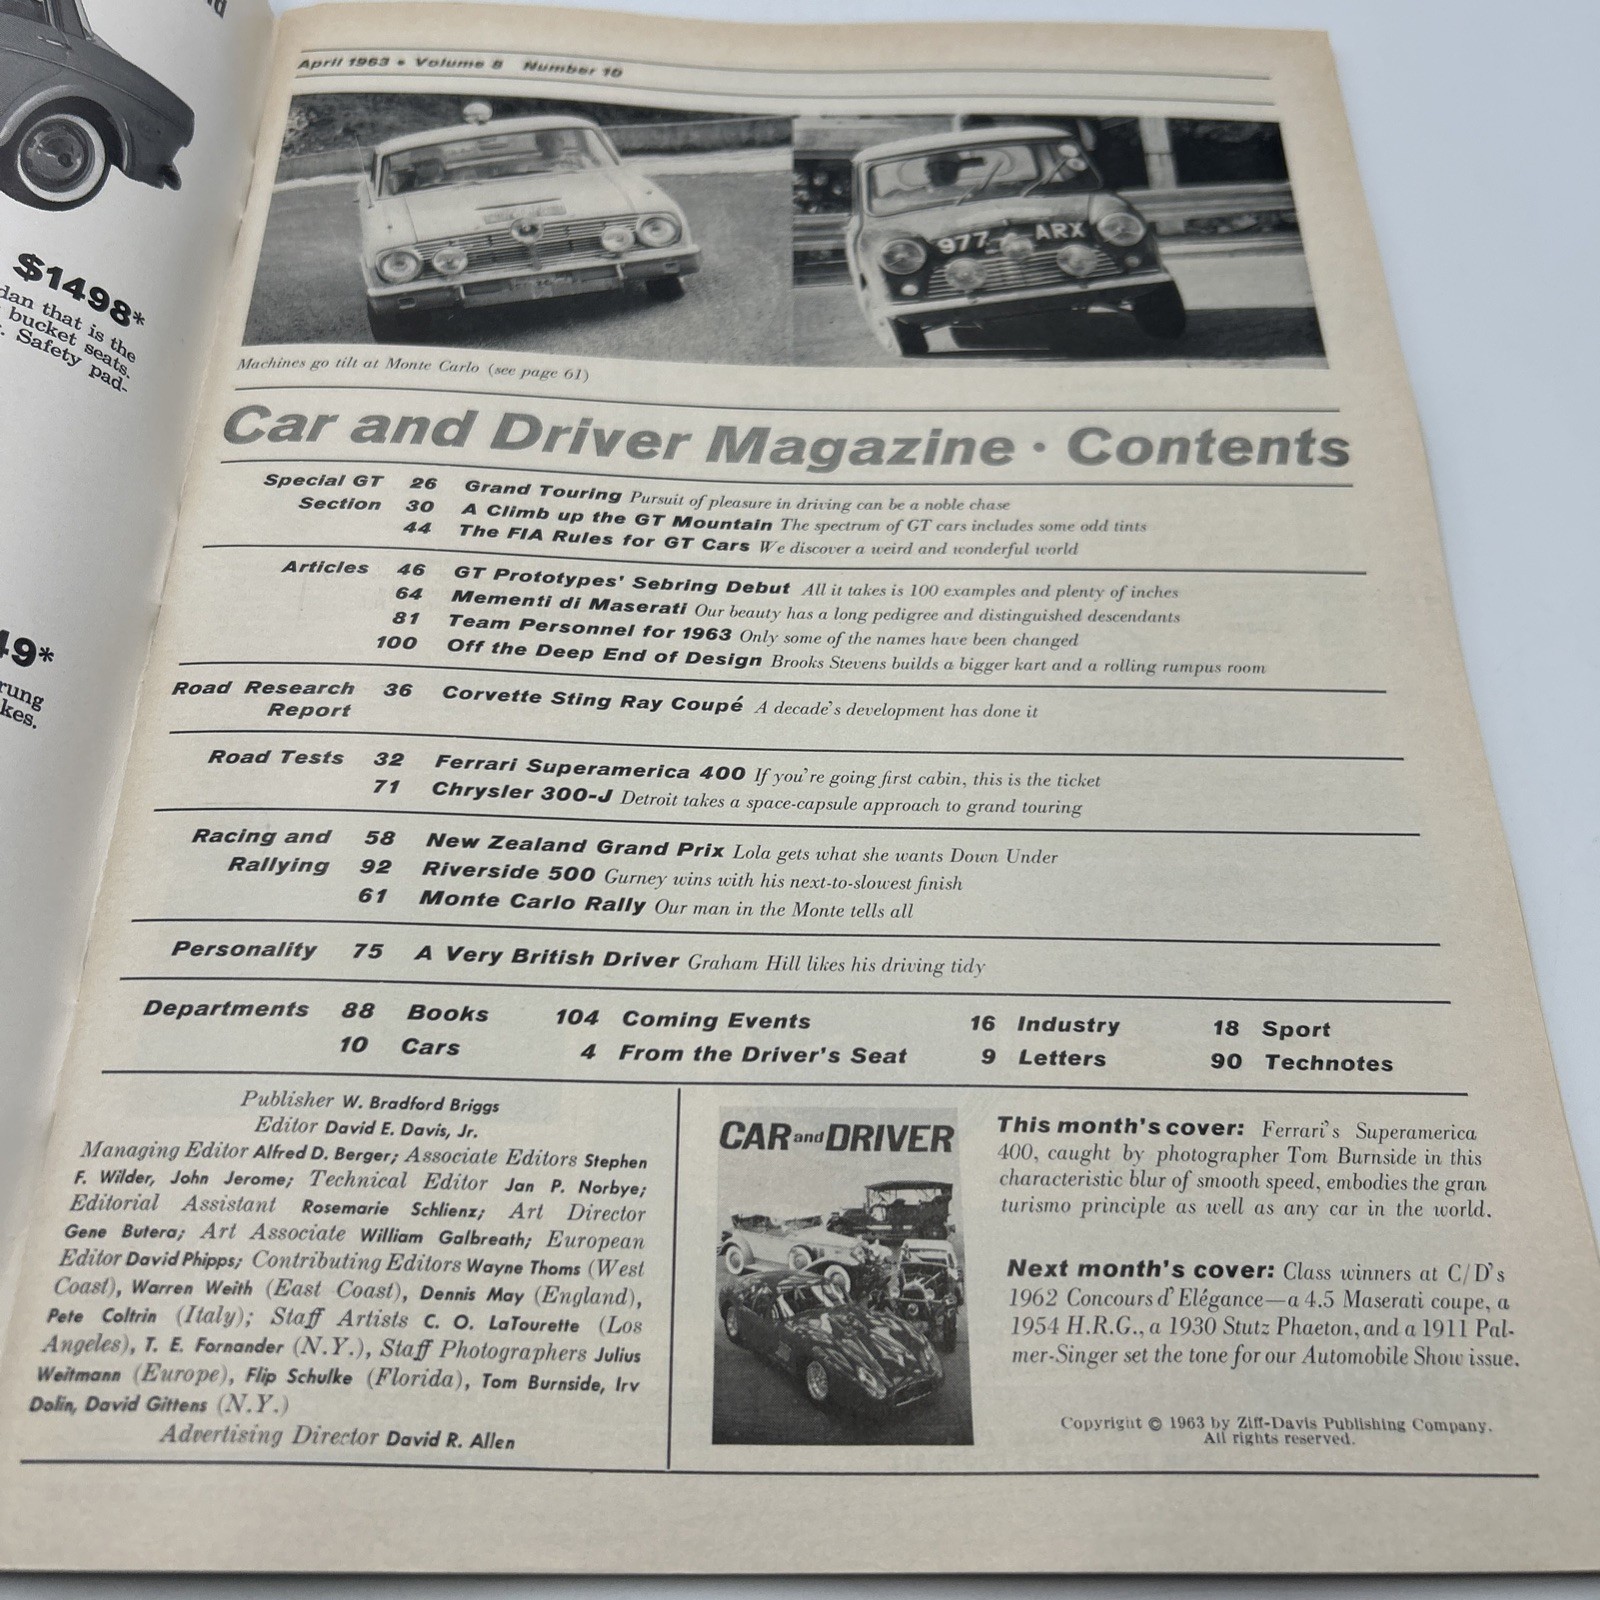 $1498*
dan that is the
bucket seats.
Safety pad-
49*
rung
kes.
April 1963 • Volume 8 Number 10
977 ARX
Machines go tilt at Monte Carlo (see page 61)
Car and Driver Magazine · Contents
Special GT 26 Grand Touring Pursuit of pleasure in driving can be a noble chase
Section 30 A Climb up the GT Mountain The spectrum of GT cars includes some odd tints
44 The FIA Rules for GT Cars We discover a weird and wonderful world
Articles 46 GT Prototypes' Sebring Debut All it takes is 100 examples and plenty of inches
64 Mementi di Maserati Our beauty has a long pedigree and distinguished descendants
81 Team Personnel for 1963 Only some of the names have been changed
100 Off the Deep End of Design Brooks Stevens builds a bigger kart and a rolling rumpus room
Road Research 36 Corvette Sting Ray Coupé A decade's development has done it
Report
Road Tests 32 Ferrari Superamerica 400 If you're going first cabin, this is the ticket
71 Chrysler 300-J Detroit takes a space-capsule approach to grand touring
Racing and 58 New Zealand Grand Prix Lola gets what she wants Down Under
Rallying 92 Riverside 500 Gurney wins with his next-to-slowest finish
61 Monte Carlo Rally Our man in the Monte tells all
Personality 75 A Very British Driver Graham Hill likes his driving tidy
Departments 88 Books 104 Coming Events 16 Industry 18 Sport
10 Cars 4 From the Driver's Seat 9 Letters 90 Technotes
Publisher W. Bradford Briggs
Editor David E. Davis, Jr.
Managing Editor Alfred D. Berger; Associate Editors Stephen
F. Wilder, John Jerome; Technical Editor Jan P. Norbye;
Editorial Assistant Rosemarie Schlienz; Art Director
Gene Butera; Art Associate William Galbreath; European
Editor David Phipps; Contributing Editors Wayne Thoms (West
Coast), Warren Weith (East Coast), Dennis May (England),
Pete Coltrin (Italy); Staff Artists C. O. LaTourette (Los
Angeles), T. E. Fornander (N.Y.), Staff Photographers Julius
Weitmann (Europe), Flip Schulke (Florida), Tom Burnside, Irv
Dolin, David Gittens (N.Y.)
Advertising Director David R. Allen
CAR and DRIVER
This month's cover: Ferrari's Superamerica
400, caught by photographer Tom Burnside in this
characteristic blur of smooth speed, embodies the gran
turismo principle as well as any car in the world.
Next month's cover: Class winners at C/D's
1962 Concours d'Elégance—a 4.5 Maserati coupe, a
1954 H.R.G., a 1930 Stutz Phaeton, and a 1911 Pal-
mer-Singer set the tone for our Automobile Show issue.
Copyright © 1963 by Ziff-Davis Publishing Company.
All rights reserved.